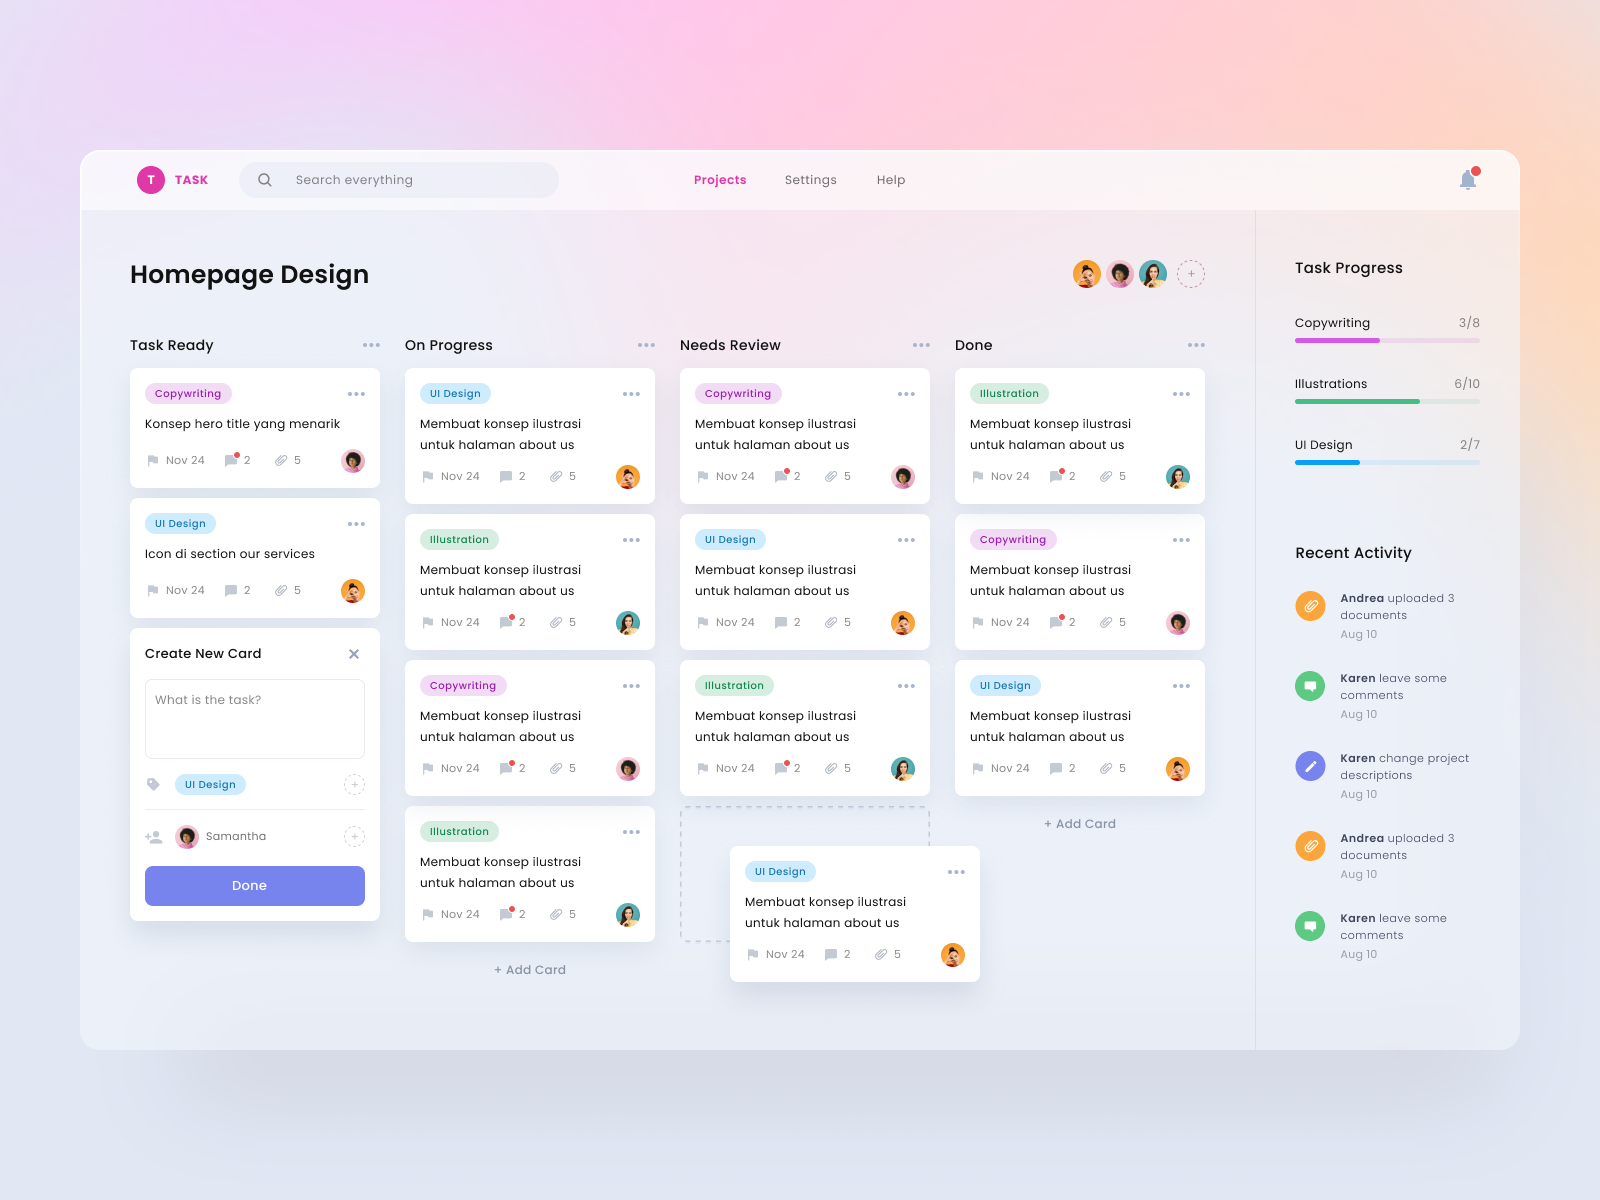 T TASK
Search everything
Projects Settings Help
Homepage Design
+
Task Ready
Copywriting
Konsep hero title yang menarik
Nov 24 2 5
UI Design
Icon di section our services
Nov 24 2 5
Create New Card
What is the task?
UI Design +
Samantha +
Done
On Progress
UI Design
Membuat konsep ilustrasi
untuk halaman about us
Nov 24 2 5
Illustration
Membuat konsep ilustrasi
untuk halaman about us
Nov 24 2 5
Copywriting
Membuat konsep ilustrasi
untuk halaman about us
Nov 24 2 5
Illustration
Membuat konsep ilustrasi
untuk halaman about us
Nov 24 2 5
+ Add Card
Needs Review
Copywriting
Membuat konsep ilustrasi
untuk halaman about us
Nov 24 2 5
UI Design
Membuat konsep ilustrasi
untuk halaman about us
Nov 24 2 5
Illustration
Membuat konsep ilustrasi
untuk halaman about us
Nov 24 2 5
UI Design
Membuat konsep ilustrasi
untuk halaman about us
Nov 24 2 5
Done
Illustration
Membuat konsep ilustrasi
untuk halaman about us
Nov 24 2 5
Copywriting
Membuat konsep ilustrasi
untuk halaman about us
Nov 24 2 5
UI Design
Membuat konsep ilustrasi
untuk halaman about us
Nov 24 2 5
+ Add Card
Task Progress
Copywriting 3/8
Illustrations 6/10
UI Design 2/7
Recent Activity
Andrea uploaded 3
documents
Aug 10
Karen leave some
comments
Aug 10
Karen change project
descriptions
Aug 10
Andrea uploaded 3
documents
Aug 10
Karen leave some
comments
Aug 10